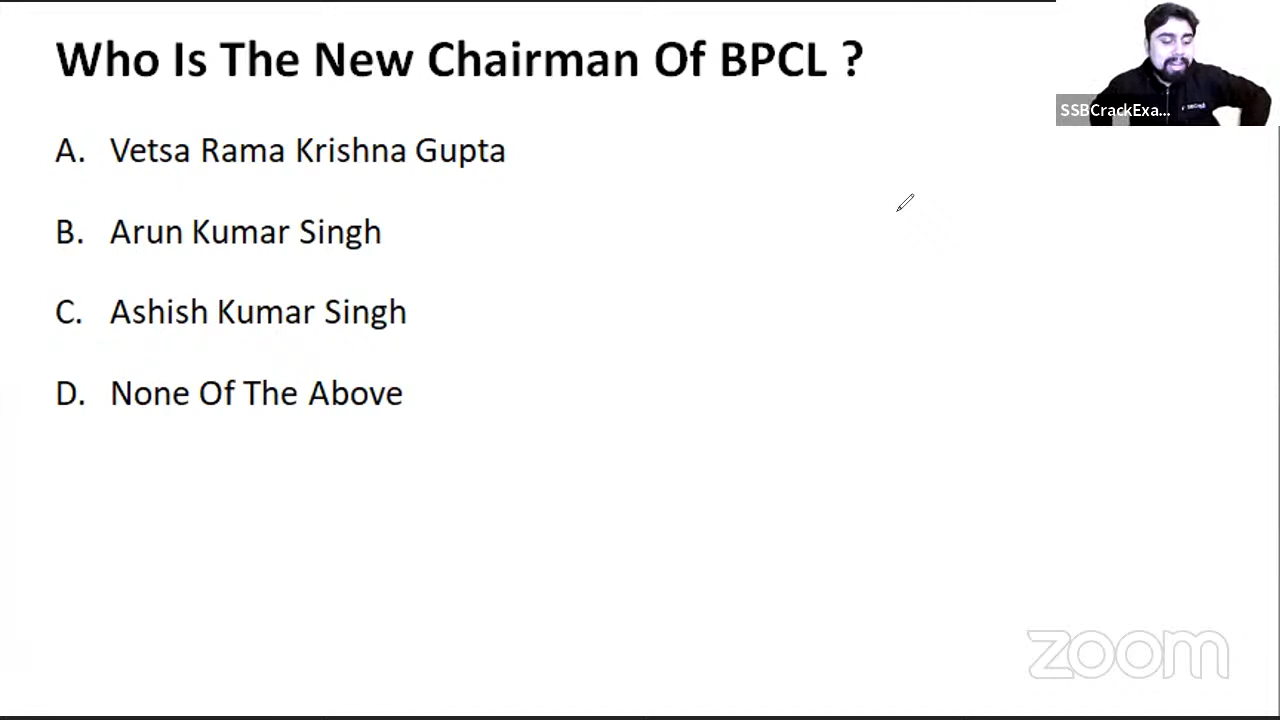 Who Is The New Chairman Of BPCL ?
SSBCrackExa...
A. Vetsa Rama Krishna Gupta
B. Arun Kumar Singh
C. Ashish Kumar Singh
D. None Of The Above
zoom